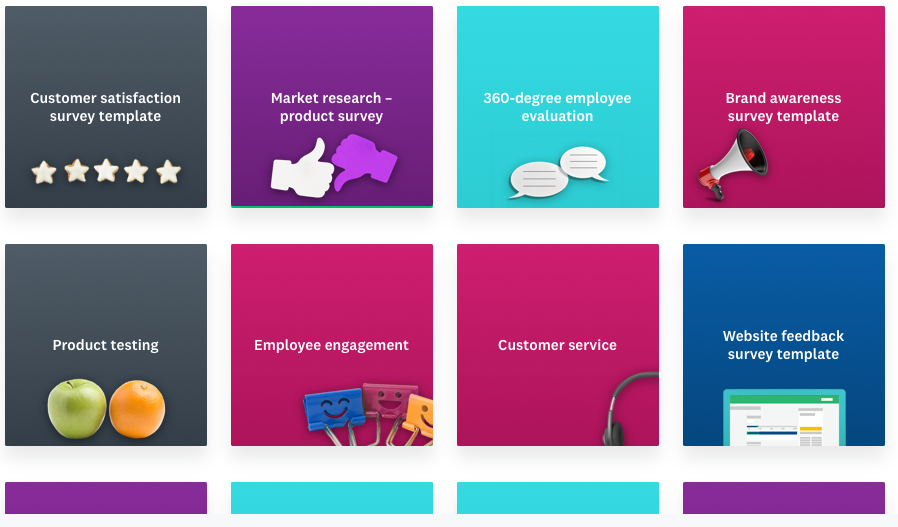 Customer satisfaction
survey template
Market research –
product survey
360-degree employee
evaluation
Brand awareness
survey template
Product testing
Employee engagement
Customer service
Website feedback
survey template